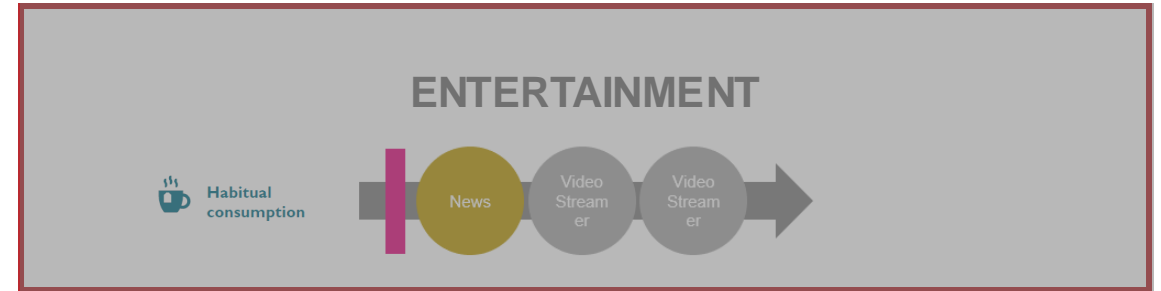 ENTERTAINMENT
Habitual
consumption
News
Video
Stream
er
Video
Stream
er